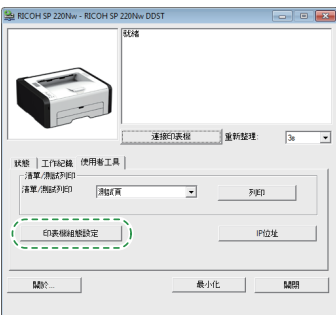 RICOH SP 220Nw - RICOH SP 220Nw DDST
就緒
連接印表機 重新整理: 3s
狀態 工作紀錄 使用者工具
清單/測試列印
清單/測試列印 測試頁 列印
印表機組態設定 IP位址
關於... 最小化 關閉